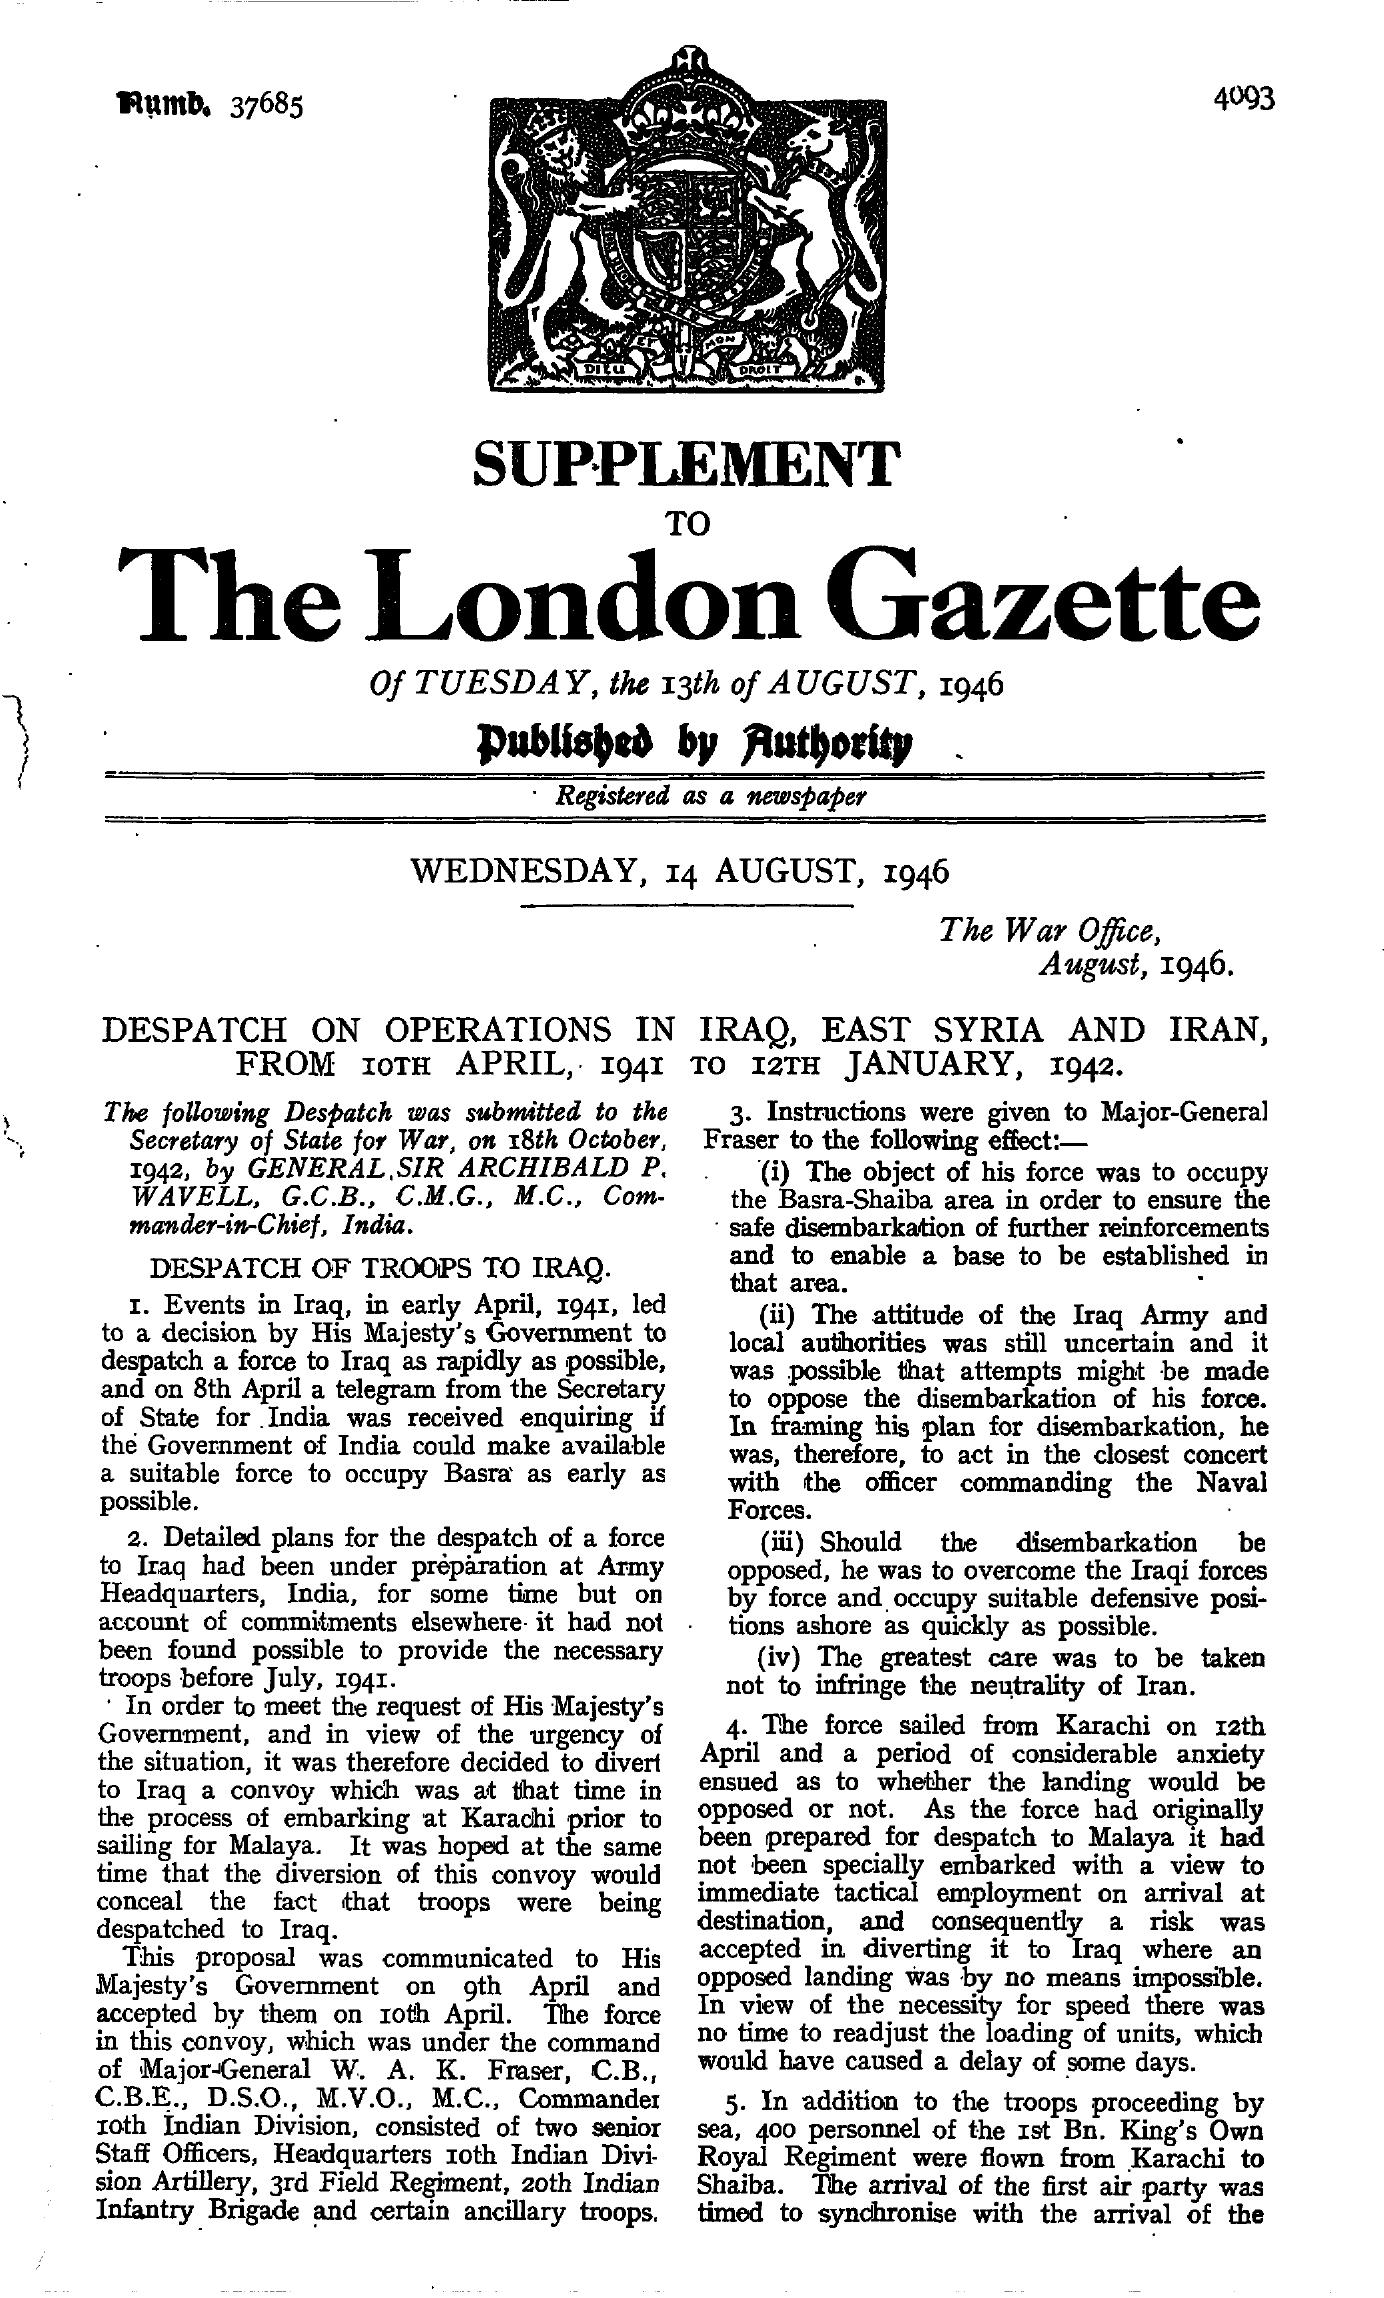 Numb. 37685
4093
DIEU ET MON DROIT
SUPPLEMENT
TO
The London Gazette
Of TUESDAY, the 13th of AUGUST, 1946
Published by Authority
Registered as a newspaper
WEDNESDAY, 14 AUGUST, 1946
The War Office,
August, 1946.
DESPATCH ON OPERATIONS IN IRAQ, EAST SYRIA AND IRAN,
FROM 10TH APRIL, 1941 TO 12TH JANUARY, 1942.
The following Despatch was submitted to the
Secretary of State for War, on 18th October,
1942, by GENERAL SIR ARCHIBALD P.
WAVELL, G.C.B., C.M.G., M.C., Com-
mander-in-Chief, India.
DESPATCH OF TROOPS TO IRAQ.
1. Events in Iraq, in early April, 1941, led
to a decision by His Majesty's Government to
despatch a force to Iraq as rapidly as possible,
and on 8th April a telegram from the Secretary
of State for India was received enquiring if
the Government of India could make available
a suitable force to occupy Basra as early as
possible.
2. Detailed plans for the despatch of a force
to Iraq had been under preparation at Army
Headquarters, India, for some time but on
account of commitments elsewhere it had not
been found possible to provide the necessary
troops before July, 1941.
In order to meet the request of His Majesty's
Government, and in view of the urgency of
the situation, it was therefore decided to divert
to Iraq a convoy which was at that time in
the process of embarking at Karachi prior to
sailing for Malaya. It was hoped at the same
time that the diversion of this convoy would
conceal the fact that troops were being
despatched to Iraq.
This proposal was communicated to His
Majesty's Government on 9th April and
accepted by them on 10th April. The force
in this convoy, which was under the command
of Major-General W. A. K. Fraser, C.B.,
C.B.E., D.S.O., M.V.O., M.C., Commander
10th Indian Division, consisted of two senior
Staff Officers, Headquarters 10th Indian Divi-
sion Artillery, 3rd Field Regiment, 20th Indian
Infantry Brigade and certain ancillary troops.
3. Instructions were given to Major-General
Fraser to the following effect:—
(i) The object of his force was to occupy
the Basra-Shaiba area in order to ensure the
safe disembarkation of further reinforcements
and to enable a base to be established in
that area.
(ii) The attitude of the Iraq Army and
local authorities was still uncertain and it
was possible that attempts might be made
to oppose the disembarkation of his force.
In framing his plan for disembarkation, he
was, therefore, to act in the closest concert
with the officer commanding the Naval
Forces.
(iii) Should the disembarkation be
opposed, he was to overcome the Iraqi forces
by force and occupy suitable defensive posi-
tions ashore as quickly as possible.
(iv) The greatest care was to be taken
not to infringe the neutrality of Iran.
4. The force sailed from Karachi on 12th
April and a period of considerable anxiety
ensued as to whether the landing would be
opposed or not. As the force had originally
been prepared for despatch to Malaya it had
not been specially embarked with a view to
immediate tactical employment on arrival at
destination, and consequently a risk was
accepted in diverting it to Iraq where an
opposed landing was by no means impossible.
In view of the necessity for speed there was
no time to readjust the loading of units, which
would have caused a delay of some days.
5. In addition to the troops proceeding by
sea, 400 personnel of the 1st Bn. King's Own
Royal Regiment were flown from Karachi to
Shaiba. The arrival of the first air party was
timed to synchronise with the arrival of the